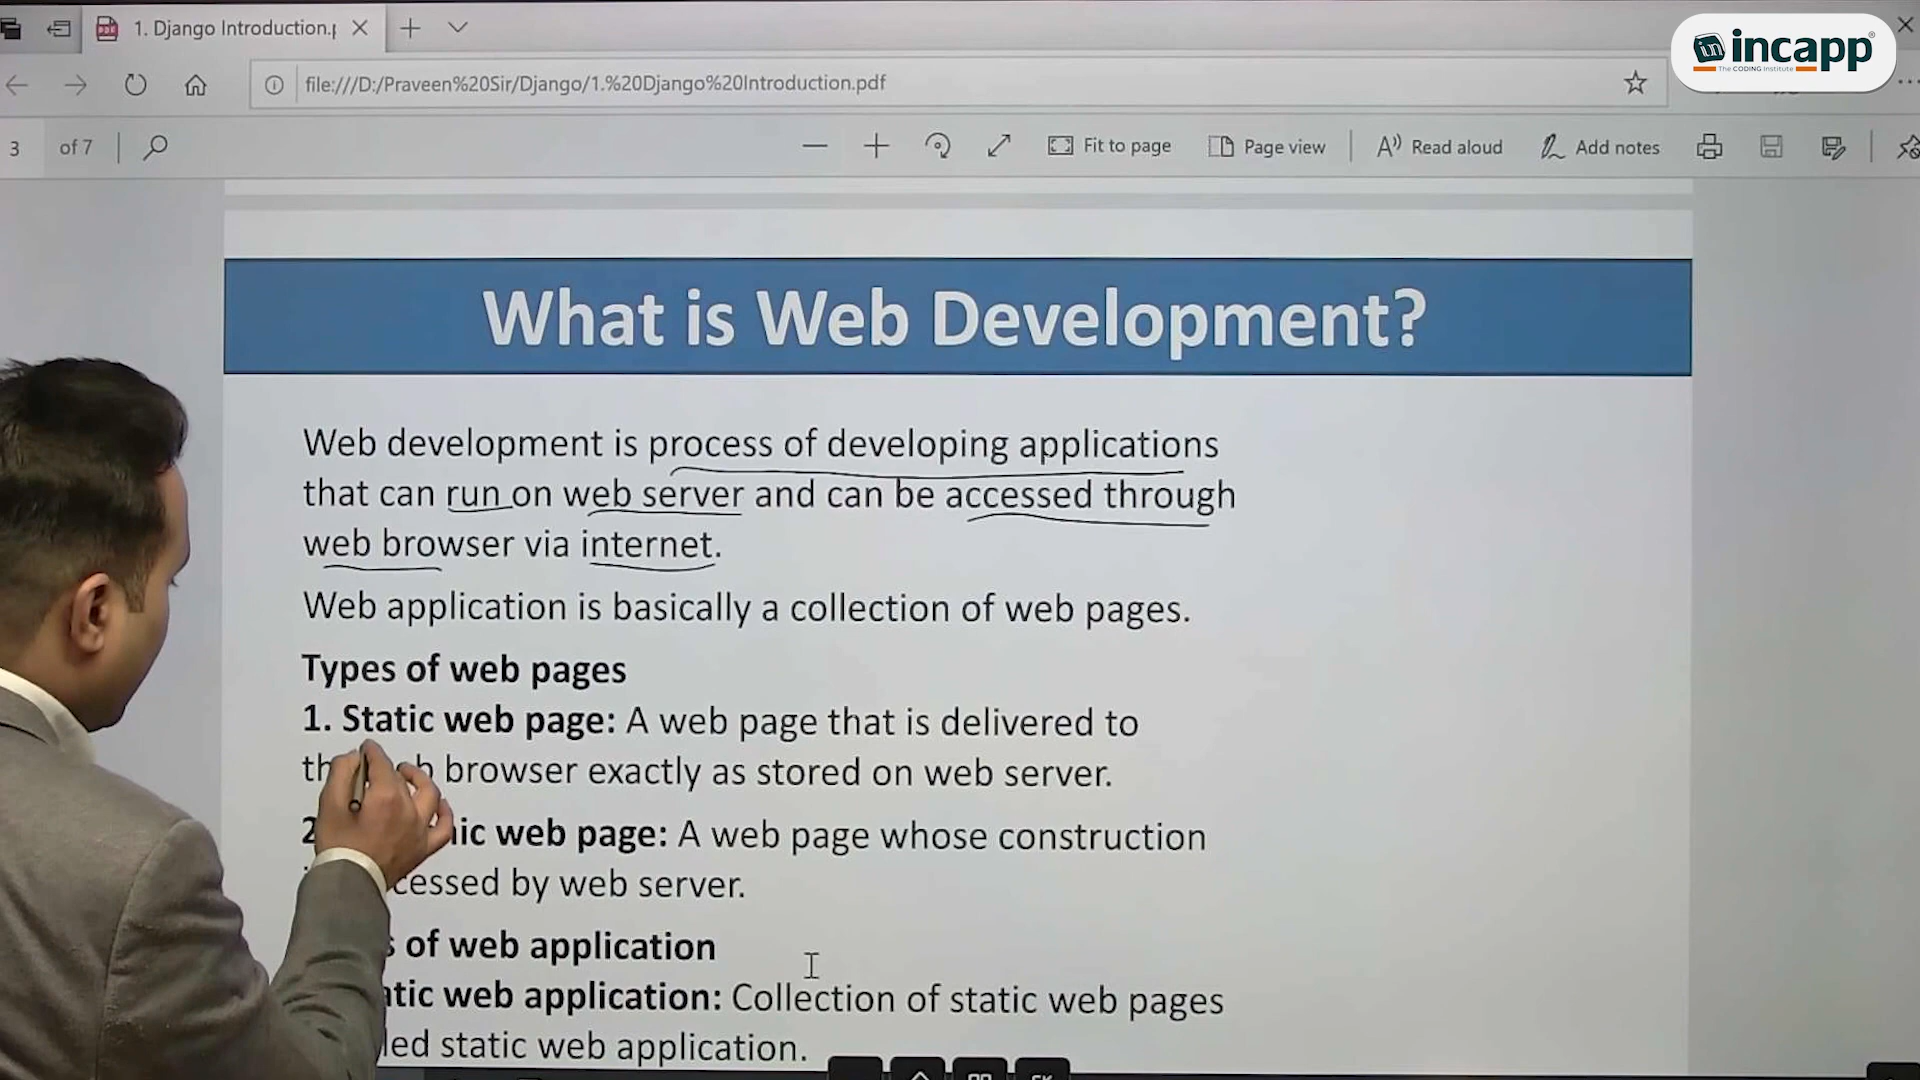 1. Django Introduction.p
incapp
The CODING Institute
file:///D:/Praveen%20Sir/Django/1.%20Django%20Introduction.pdf
3 of 7
Fit to page
Page view
Read aloud
Add notes
What is Web Development?
Web development is process of developing applications
that can run on web server and can be accessed through
web browser via internet.
Web application is basically a collection of web pages.
Types of web pages
1. Static web page: A web page that is delivered to
browser exactly as stored on web server.
web page: A web page whose construction
by web server.
of web application
web application: Collection of static web pages
static web application.